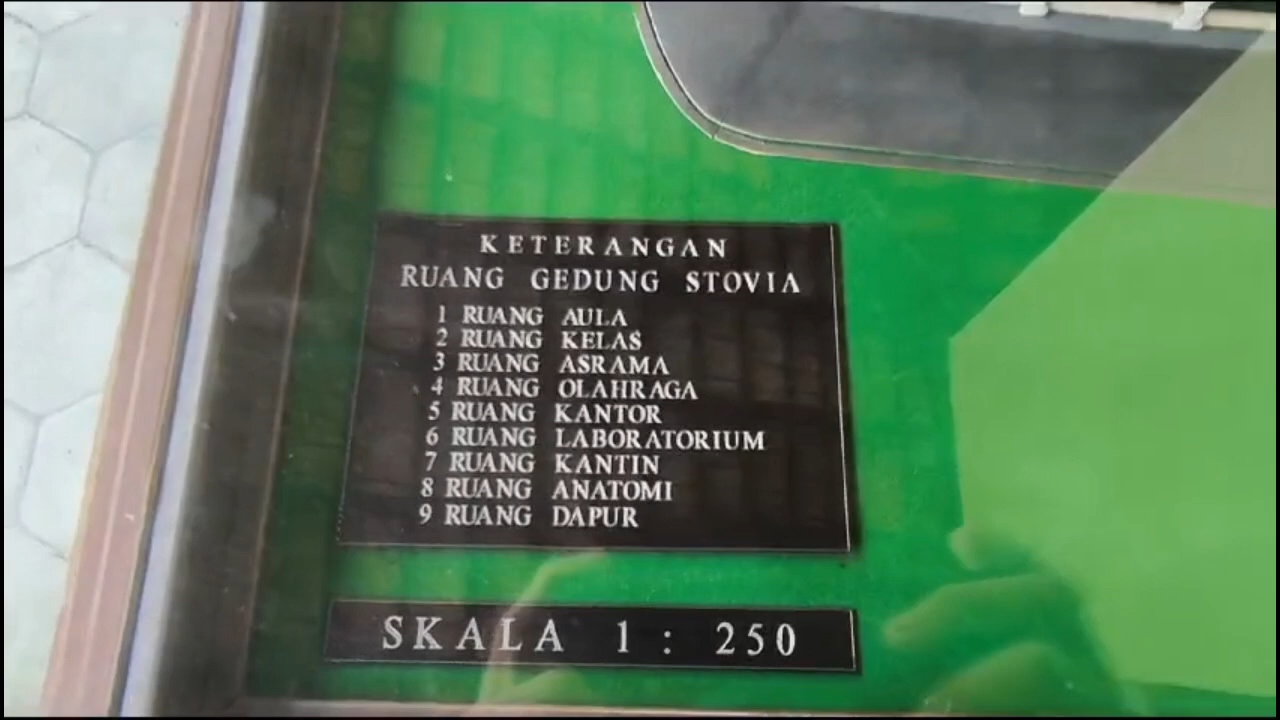 KETERANGAN
RUANG GEDUNG STOVIA
1 RUANG AULA
2 RUANG KELAS
3 RUANG ASRAMA
4 RUANG OLAHRAGA
5 RUANG KANTOR
6 RUANG LABORATORIUM
7 RUANG KANTIN
8 RUANG ANATOMI
9 RUANG DAPUR
SKALA 1 : 250